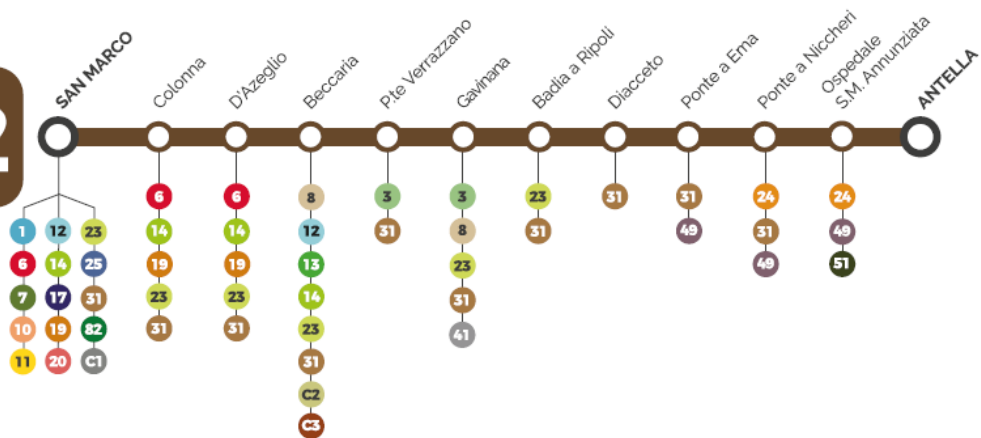 SAN MARCO
Colonna
D'Azeglio
Beccaria
P.te Verrazzano
Gavinana
Badia a Ripoli
Diacceto
Ponte a Ema
Ponte a Niccheri
Ospedale
S.M. Annunziata
ANTELLA
1 12 23
6 14 25
7 17 31
10 19 82
11 20 C1
6
14
19
23
31
6
14
19
23
31
8
12
13
14
23
31
C2
C3
3
31
3
8
23
31
41
23
31
31
31
49
24
31
49
24
49
51